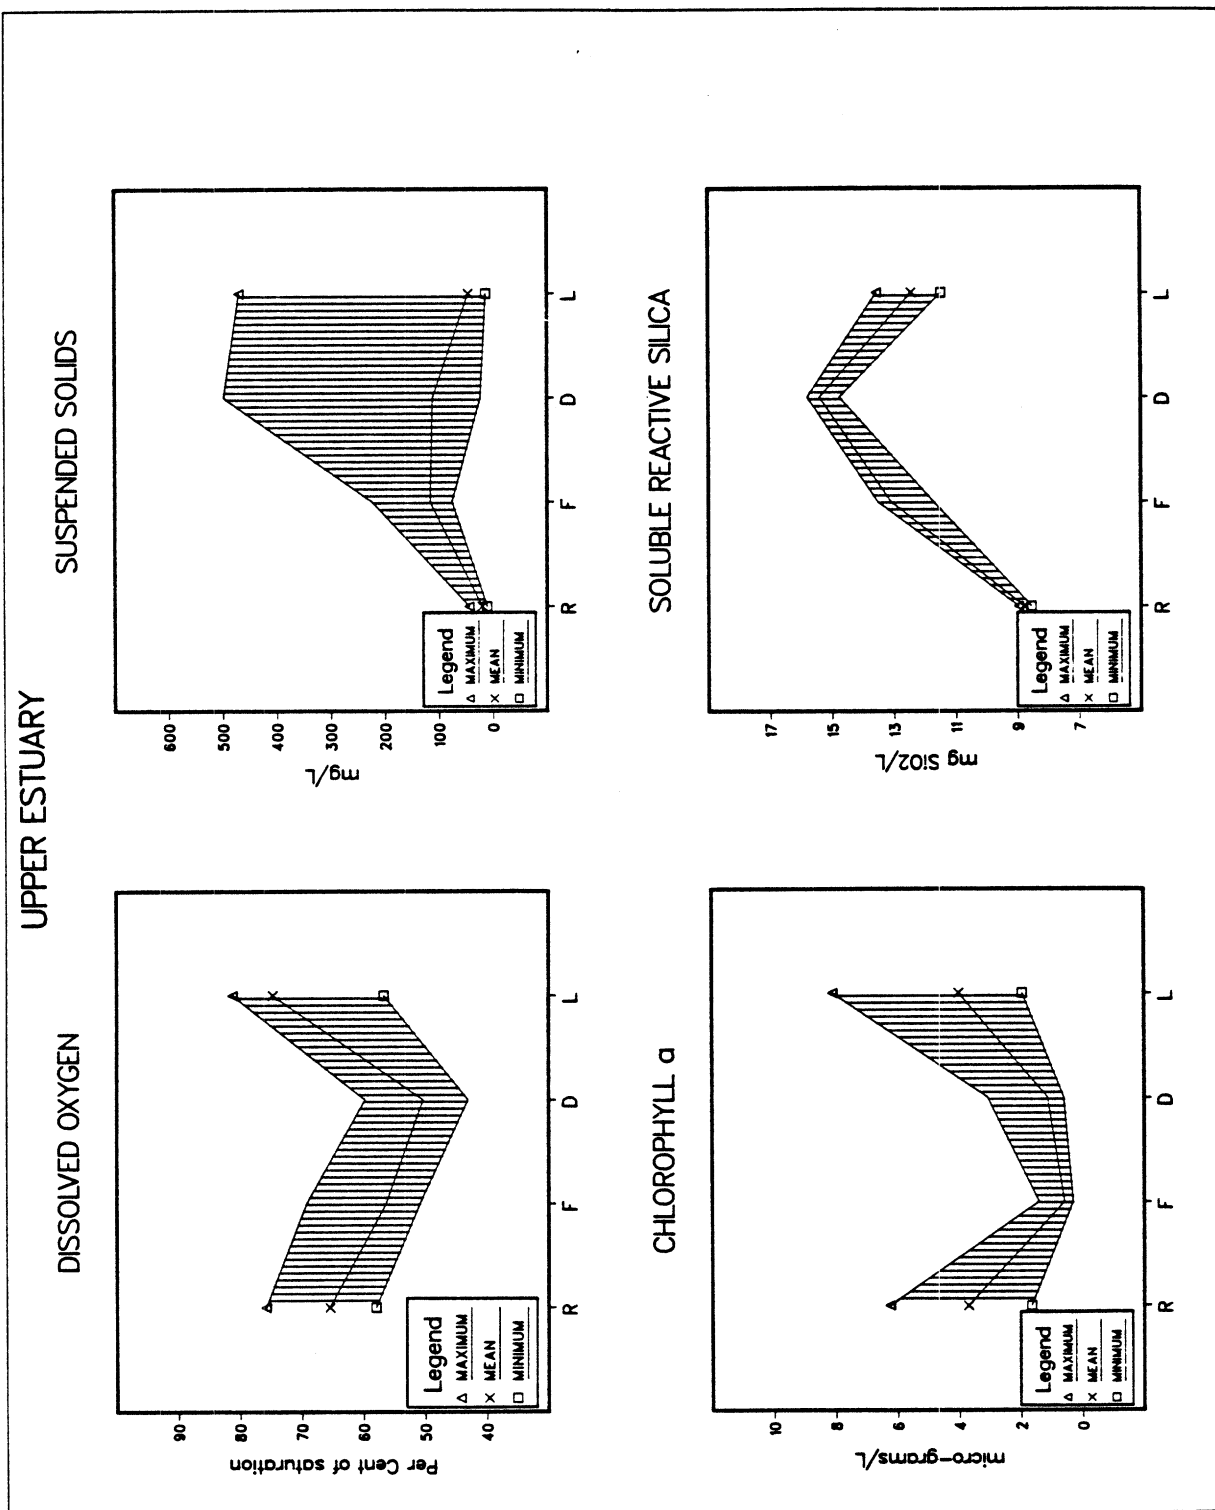 UPPER ESTUARY
DISSOLVED OXYGEN
Per Cent of saturation
90
80
70
60
50
40
Legend
△ MAXIMUM
× MEAN
□ MINIMUM
R F D L
SUSPENDED SOLIDS
mg/L
600
500
400
300
200
100
0
Legend
△ MAXIMUM
× MEAN
□ MINIMUM
R F D L
CHLOROPHYLL a
micro-grams/L
10
8
6
4
2
0
Legend
△ MAXIMUM
× MEAN
□ MINIMUM
R F D L
SOLUBLE REACTIVE SILICA
mg SiO2/L
17
15
13
11
9
7
Legend
△ MAXIMUM
× MEAN
□ MINIMUM
R F D L